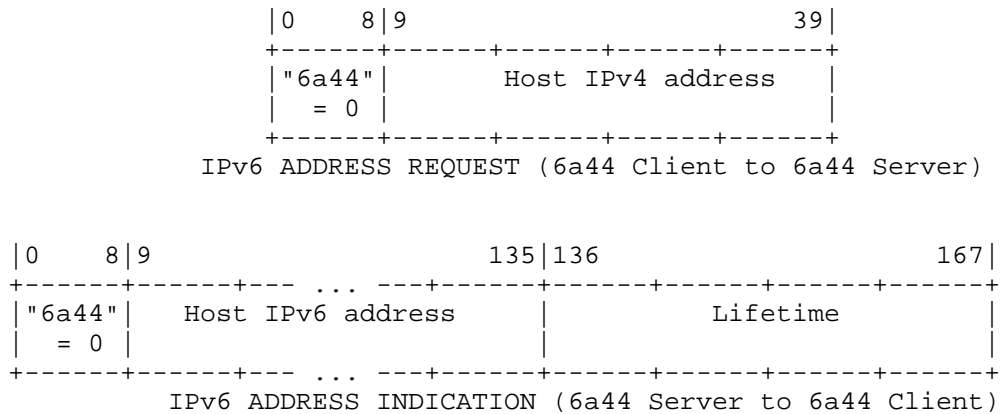 |0     8|9                       39|
+------+------+------+------+------+
|"6a44"|       Host IPv4 address   |
|  = 0 |                           |
+------+------+------+------+------+
IPv6 ADDRESS REQUEST (6a44 Client to 6a44 Server)
|0     8|9                      135|136                     167|
+------+------+--- ... ---+------+------+------+------+------+
|"6a44"|   Host IPv6 address     |          Lifetime         |
|  = 0 |                         |                           |
+------+------+--- ... ---+------+------+------+------+------+
IPv6 ADDRESS INDICATION (6a44 Server to 6a44 Client)